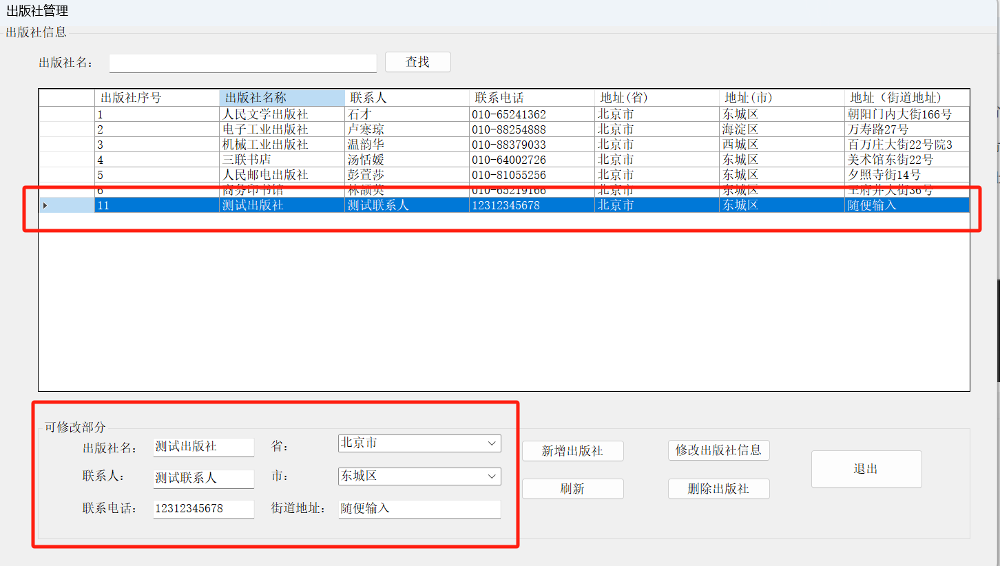 出版社管理
出版社信息
出版社名： 查找
出版社序号 出版社名称 联系人 联系电话 地址(省) 地址(市) 地址（街道地址）
1 人民文学出版社 石才 010-65241362 北京市 东城区 朝阳门内大街166号
2 电子工业出版社 卢寒琼 010-88254888 北京市 海淀区 万寿路27号
3 机械工业出版社 温韵华 010-88379033 北京市 西城区 百万庄大街22号院3
4 三联书店 汤恬媛 010-64002726 北京市 东城区 美术馆东街22号
5 人民邮电出版社 彭萱莎 010-81055256 北京市 东城区 夕照寺街14号
6 商务印书馆 林颔英 010-65219166 北京市 东城区 王府井大街36号
11 测试出版社 测试联系人 12312345678 北京市 东城区 随便输入
可修改部分
出版社名： 测试出版社 省： 北京市 新增出版社 修改出版社信息
联系人： 测试联系人 市： 东城区 退出
联系电话： 12312345678 街道地址： 随便输入 刷新 删除出版社